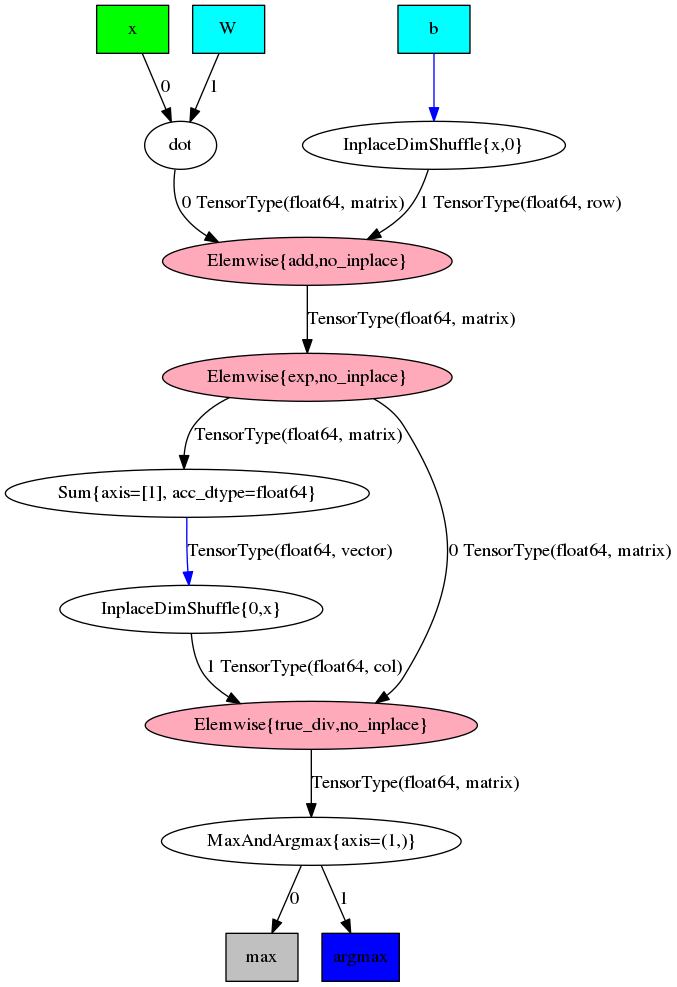 x
W
b
0
1
dot
InplaceDimShuffle{x,0}
0 TensorType(float64, matrix)
1 TensorType(float64, row)
Elemwise{add,no_inplace}
TensorType(float64, matrix)
Elemwise{exp,no_inplace}
TensorType(float64, matrix)
Sum{axis=[1], acc_dtype=float64}
TensorType(float64, vector)
0 TensorType(float64, matrix)
InplaceDimShuffle{0,x}
1 TensorType(float64, col)
Elemwise{true_div,no_inplace}
TensorType(float64, matrix)
MaxAndArgmax{axis=(1,)}
0
1
max
argmax